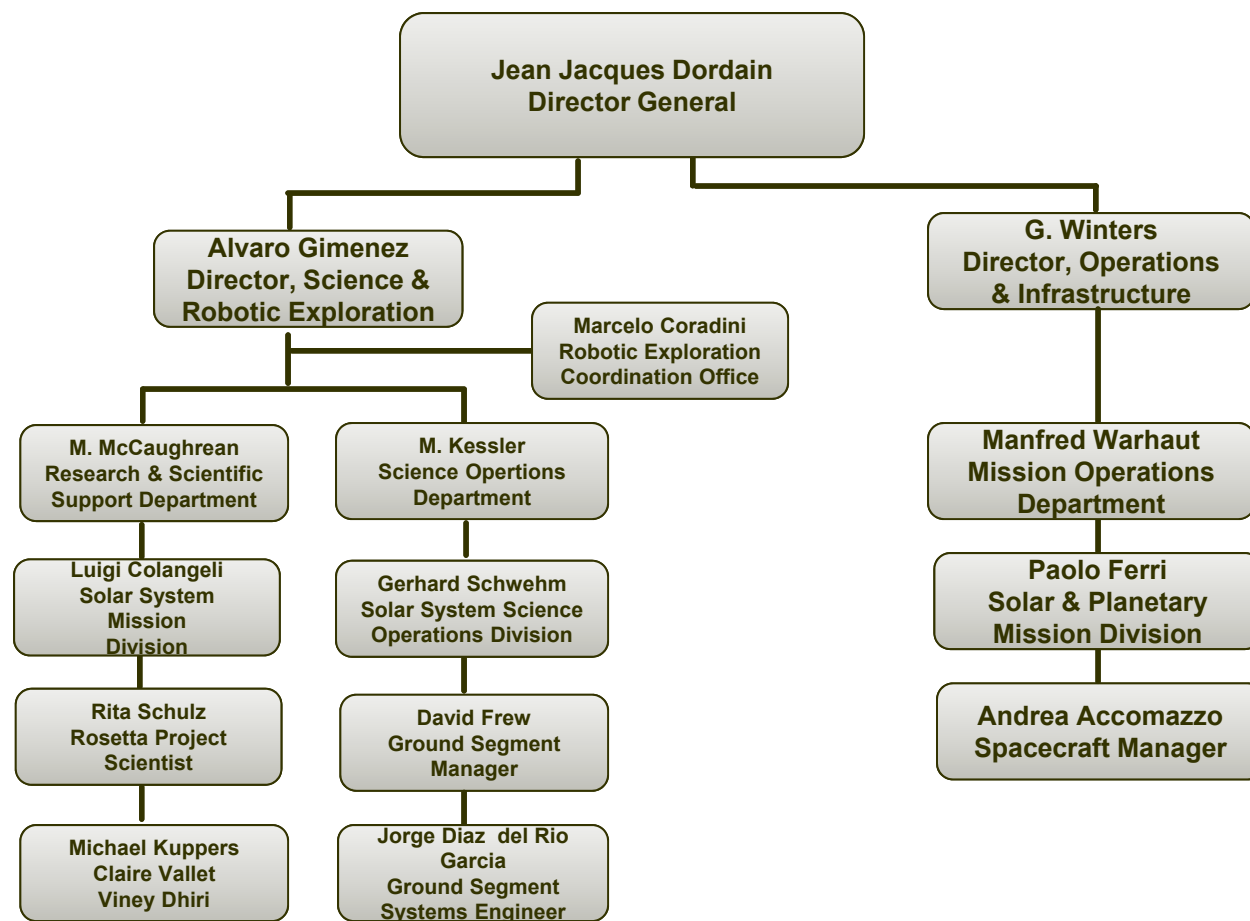 Jean Jacques Dordain
Director General
Alvaro Gimenez
Director, Science &
Robotic Exploration
G. Winters
Director, Operations
& Infrastructure
Marcelo Coradini
Robotic Exploration
Coordination Office
M. McCaughrean
Research & Scientific
Support Department
M. Kessler
Science Opertions
Department
Manfred Warhaut
Mission Operations
Department
Luigi Colangeli
Solar System
Mission
Division
Gerhard Schwehm
Solar System Science
Operations Division
Paolo Ferri
Solar & Planetary
Mission Division
Rita Schulz
Rosetta Project
Scientist
David Frew
Ground Segment
Manager
Andrea Accomazzo
Spacecraft Manager
Michael Kuppers
Claire Vallet
Viney Dhiri
Jorge Diaz del Rio
Garcia
Ground Segment
Systems Engineer